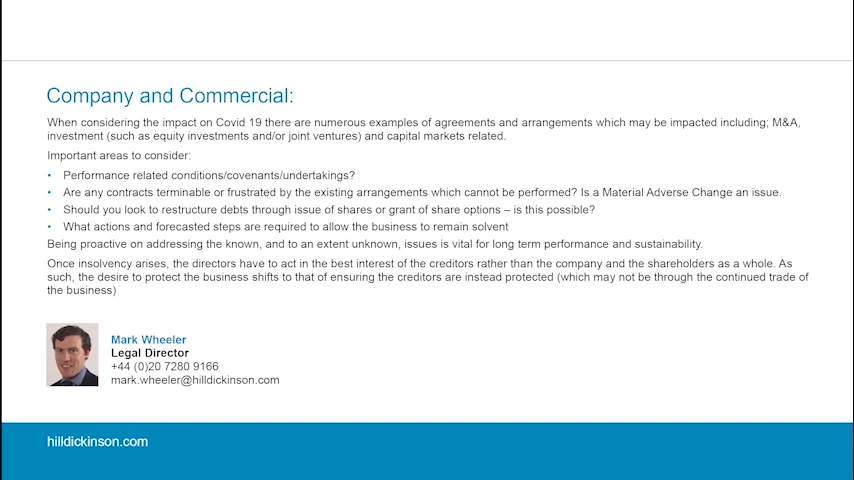 Company and Commercial:
When considering the impact on Covid 19 there are numerous examples of agreements and arrangements which may be impacted including; M&A,
investment (such as equity investments and/or joint ventures) and capital markets related.
Important areas to consider:
• Performance related conditions/covenants/undertakings?
• Are any contracts terminable or frustrated by the existing arrangements which cannot be performed? Is a Material Adverse Change an issue.
• Should you look to restructure debts through issue of shares or grant of share options – is this possible?
• What actions and forecasted steps are required to allow the business to remain solvent
Being proactive on addressing the known, and to an extent unknown, issues is vital for long term performance and sustainability.
Once insolvency arises, the directors have to act in the best interest of the creditors rather than the company and the shareholders as a whole. As
such, the desire to protect the business shifts to that of ensuring the creditors are instead protected (which may not be through the continued trade of
the business)
Mark Wheeler
Legal Director
+44 (0)20 7280 9166
mark.wheeler@hilldickinson.com
hilldickinson.com